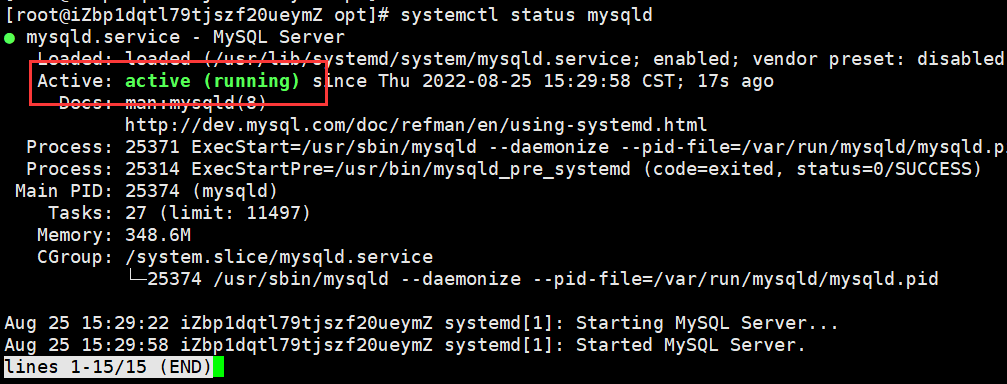 [root@iZbp1dqtl79tjszf20ueymZ opt]# systemctl status mysqld
● mysqld.service - MySQL Server
Loaded: loaded (/usr/lib/systemd/system/mysqld.service; enabled; vendor preset: disabled
Active: active (running) since Thu 2022-08-25 15:29:58 CST; 17s ago
Docs: man:mysqld(8)
http://dev.mysql.com/doc/refman/en/using-systemd.html
Process: 25371 ExecStart=/usr/sbin/mysqld --daemonize --pid-file=/var/run/mysqld/mysqld.p
Process: 25314 ExecStartPre=/usr/bin/mysqld_pre_systemd (code=exited, status=0/SUCCESS)
Main PID: 25374 (mysqld)
Tasks: 27 (limit: 11497)
Memory: 348.6M
CGroup: /system.slice/mysqld.service
└─25374 /usr/sbin/mysqld --daemonize --pid-file=/var/run/mysqld/mysqld.pid
Aug 25 15:29:22 iZbp1dqtl79tjszf20ueymZ systemd[1]: Starting MySQL Server...
Aug 25 15:29:58 iZbp1dqtl79tjszf20ueymZ systemd[1]: Started MySQL Server.
lines 1-15/15 (END)